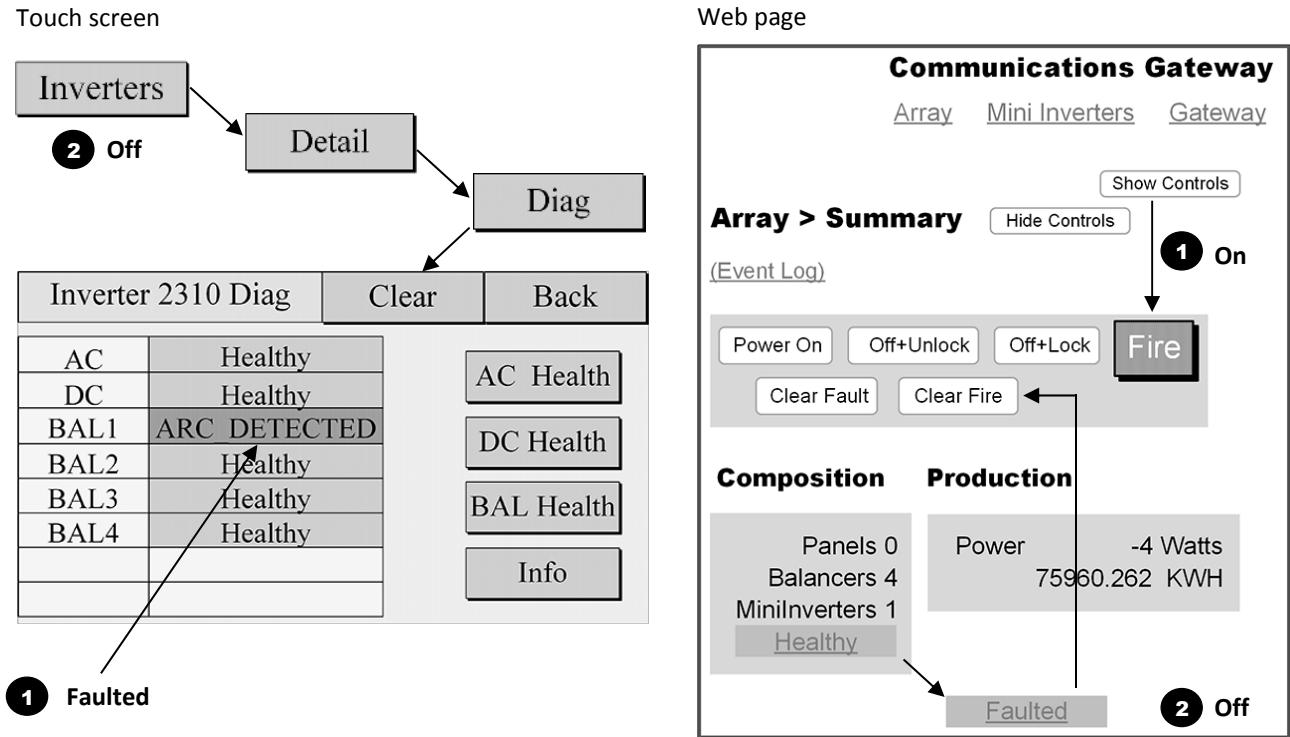 Touch screen
Inverters
2 Off
Detail
Diag
Inverter 2310 Diag Clear Back
AC Healthy
DC Healthy
BAL1 ARC_DETECTED
BAL2 Healthy
BAL3 Healthy
BAL4 Healthy
AC Health
DC Health
BAL Health
Info
1 Faulted
Web page
Communications Gateway
Array Mini Inverters Gateway
Show Controls
Array > Summary Hide Controls
1 On
(Event Log)
Power On Off+Unlock Off+Lock Fire
Clear Fault Clear Fire
Composition Production
Panels 0 Power -4 Watts
Balancers 4 75960.262 KWH
MiniInverters 1
Healthy
Faulted 2 Off